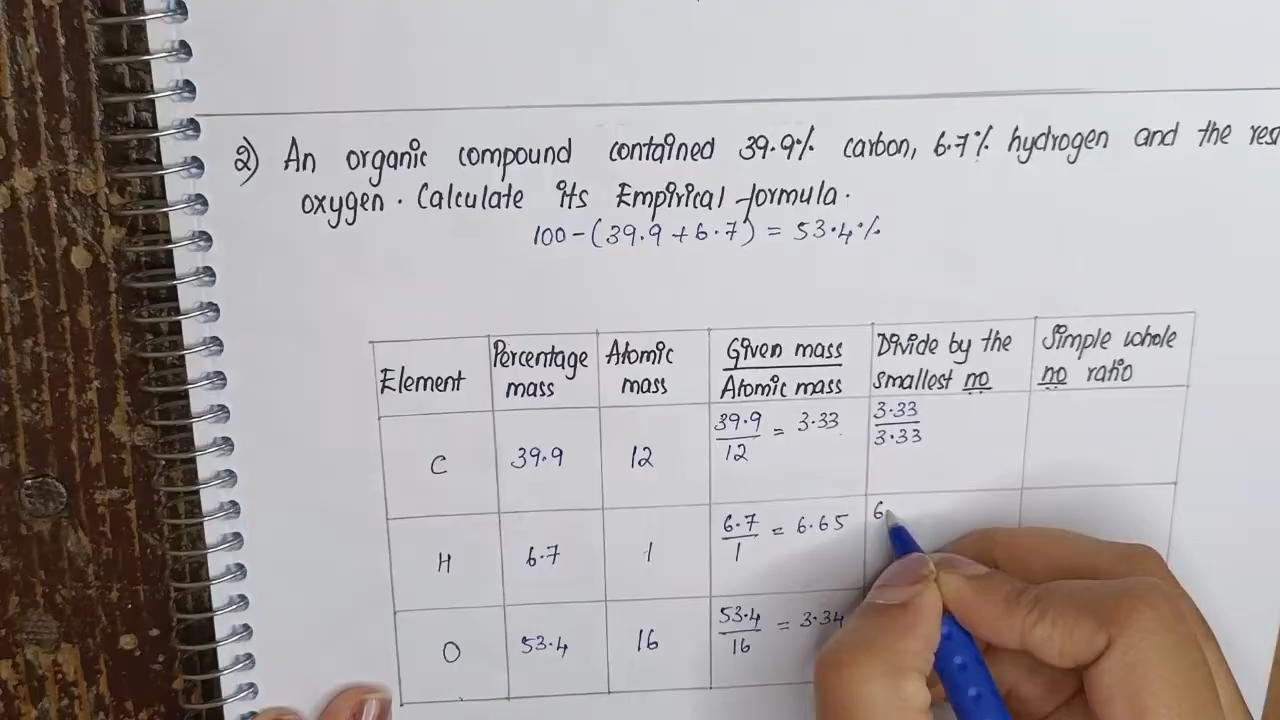 2) An organic compound contained 39.9% carbon, 6.7% hydrogen and the res
oxygen. Calculate its Empirical formula.
100-(39.9+6.7) = 53.4%
Element
Percentage
mass
Atomic
mass
Given mass
Atomic mass
Divide by the
smallest no
Simple whole
no ratio
C
39.9
12
39.9
12
= 3.33
3.33
3.33
H
6.7
1
6.7
1
= 6.65
6.
O
53.4
16
53.4
16
= 3.34